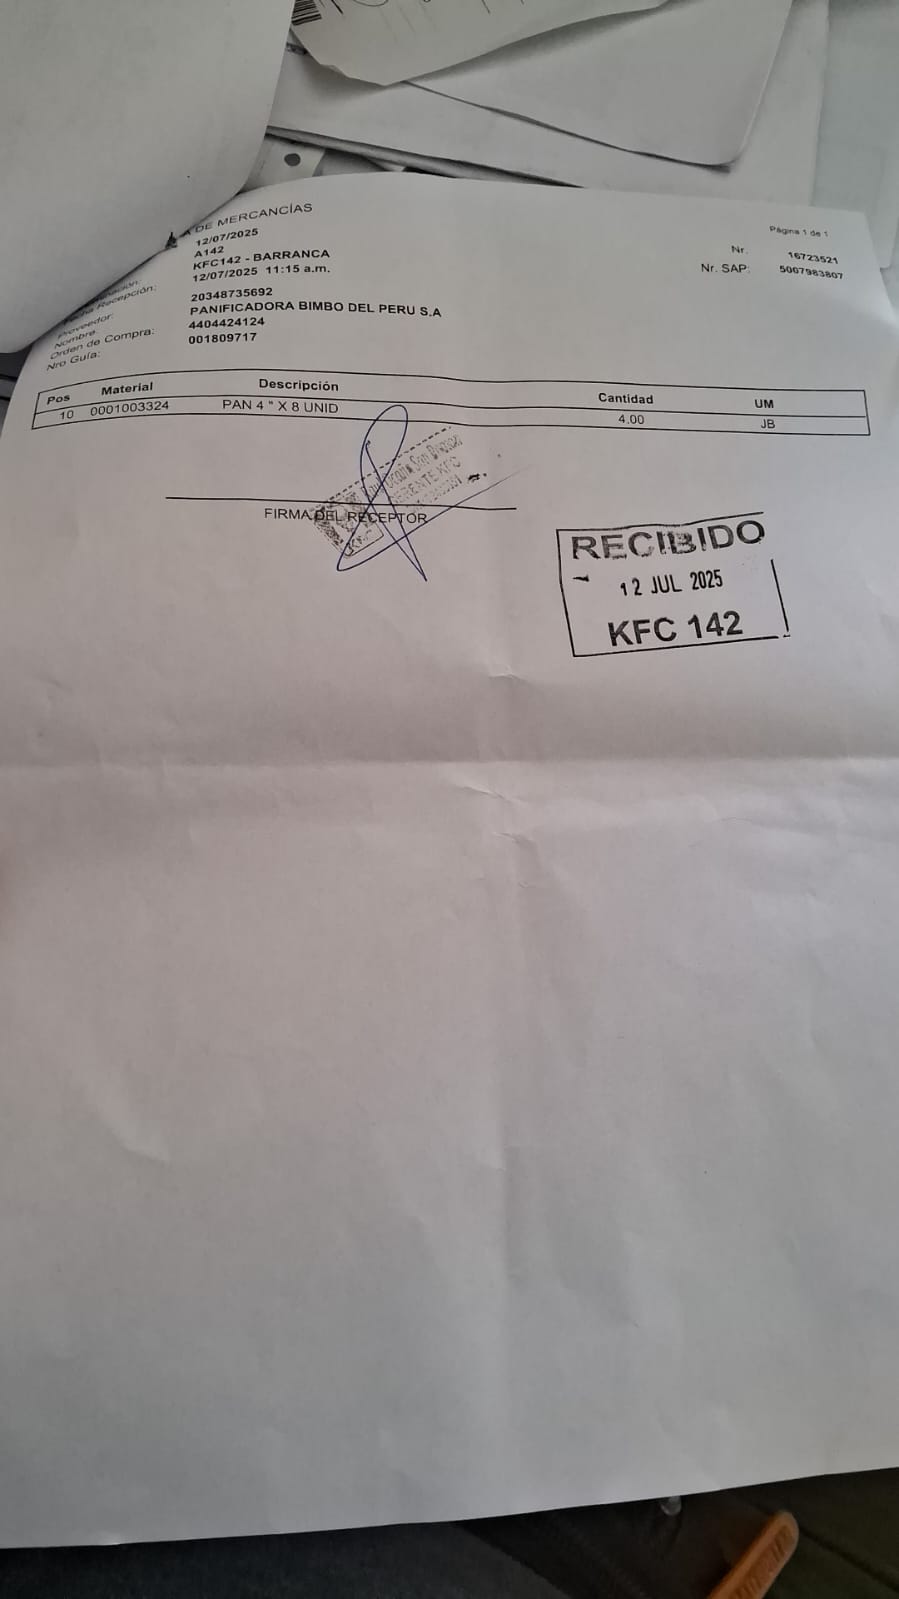 DE MERCANCÍAS
Página 1 de 1
12/07/2025
Nr. 16723521
A142
Nr. SAP: 5007983807
KFC142 - BARRANCA
Recepción: 12/07/2025 11:15 a.m.
Proveedor: 20348735692
Nombre PANIFICADORA BIMBO DEL PERU S.A
Orden de Compra: 4404424124
Nro Guía: 001809717
Pos Material Descripción Cantidad UM
10 0001003324 PAN 4 " X 8 UNID 4.00 JB
GERENTE KFC
FIRMA DEL RECEPTOR
RECIBIDO
12 JUL 2025
KFC 142